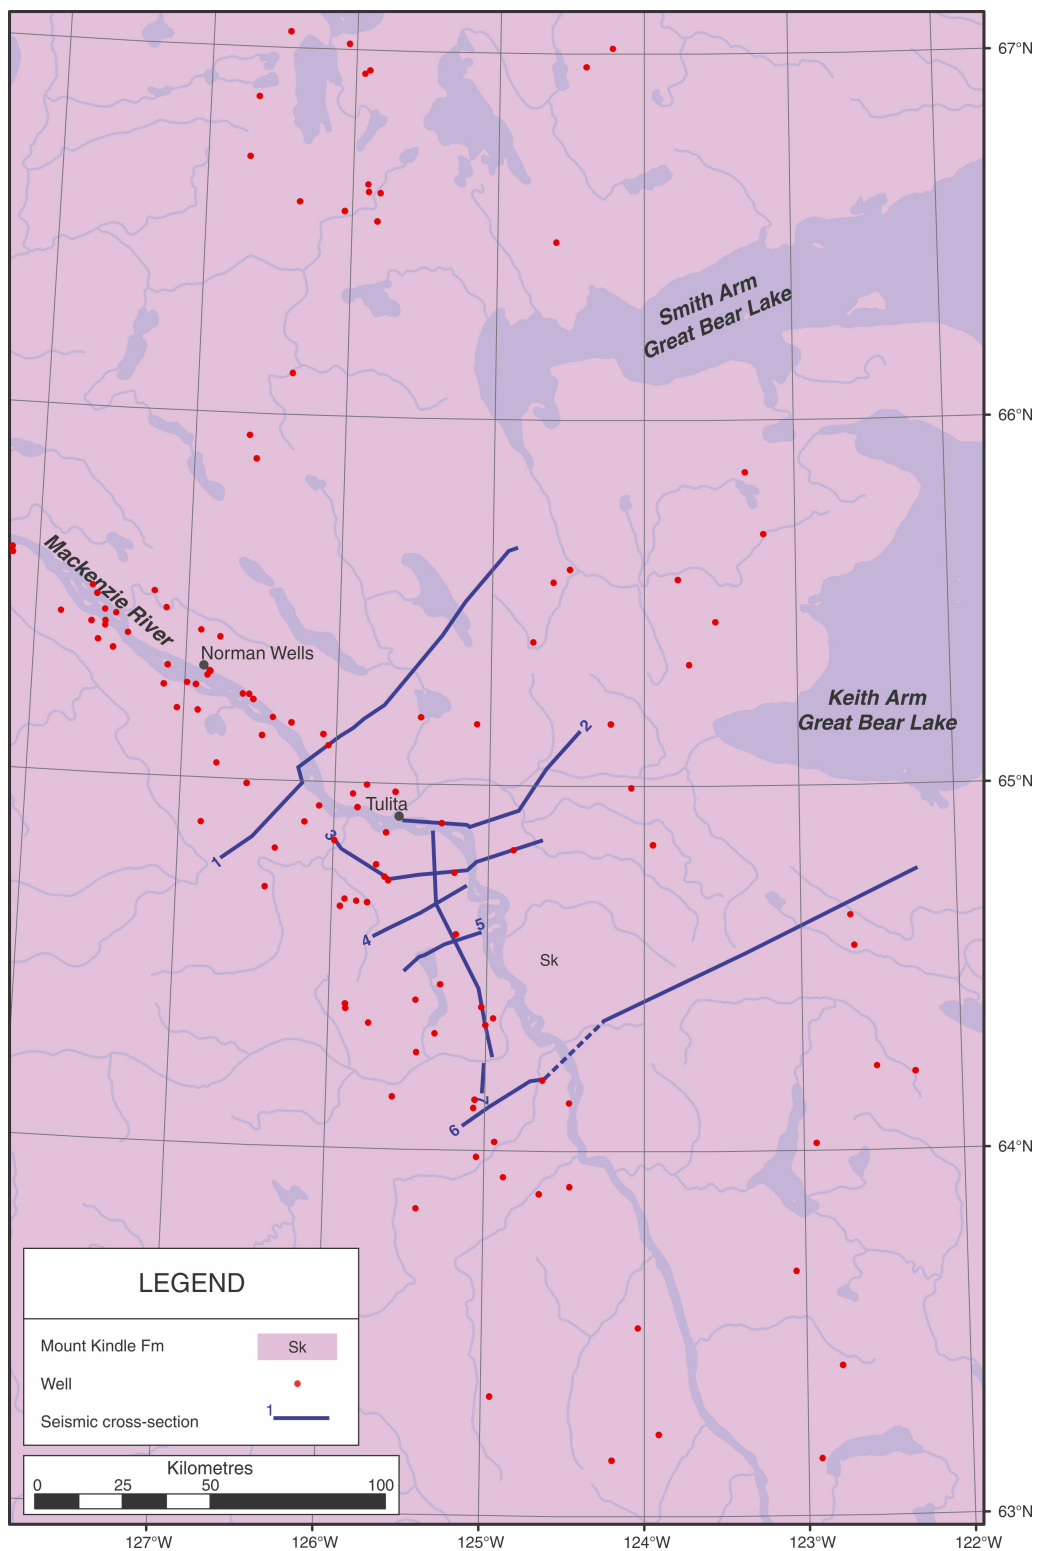 67°N
Smith Arm
Great Bear Lake
66°N
Mackenzie River
Norman Wells
Keith Arm
Great Bear Lake
2
65°N
Tulita
3
1
4
5
Sk
7
6
64°N
LEGEND
Mount Kindle Fm
Sk
Well
Seismic cross-section
1
Kilometres
0
25
50
100
63°N
127°W
126°W
125°W
124°W
123°W
122°W